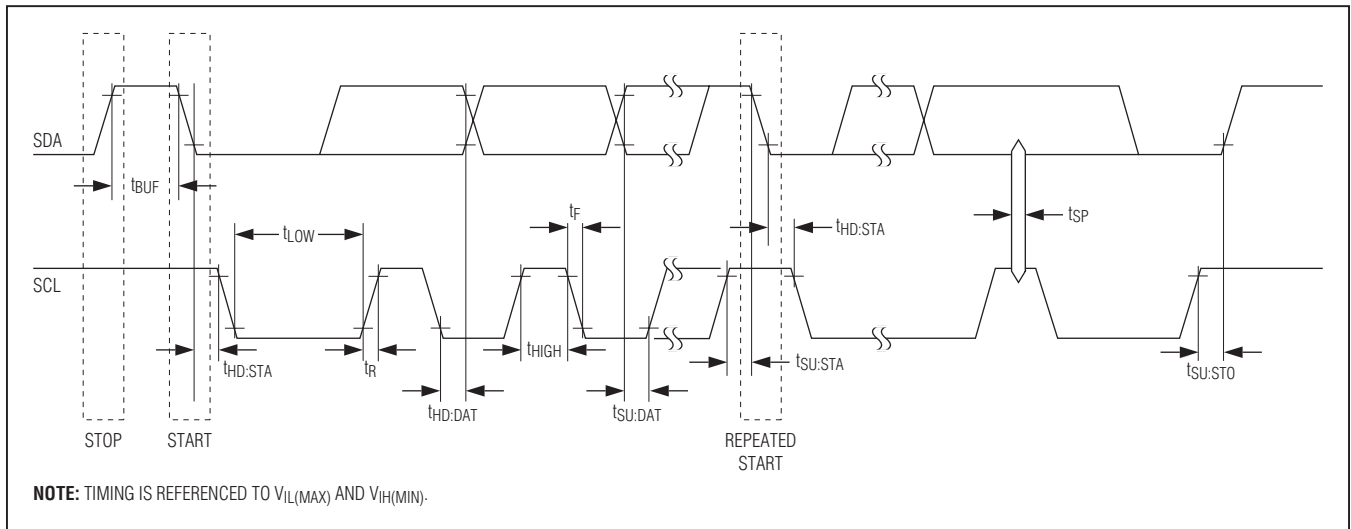 SDA
tBUF
tLOW
tF
tHD:STA
tSP
SCL
tHD:STA
tR
tHD:DAT
tHIGH
tSU:DAT
tSU:STA
tSU:STO
STOP
START
REPEATED
START
NOTE: TIMING IS REFERENCED TO VIL(MAX) AND VIH(MIN).